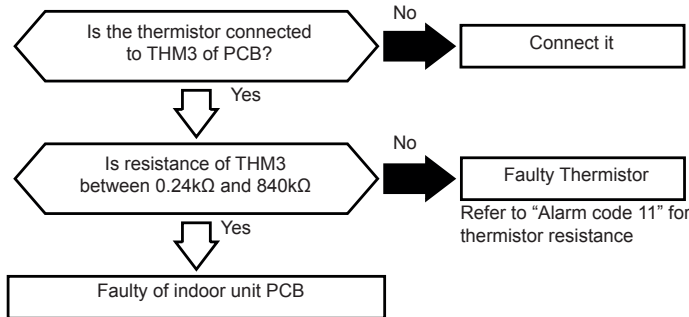 Is the thermistor connected
to THM3 of PCB?
No
Connect it
Yes
Is resistance of THM3
between 0.24kΩ and 840kΩ
No
Faulty Thermistor
Refer to “Alarm code 11” for
thermistor resistance
Yes
Faulty of indoor unit PCB